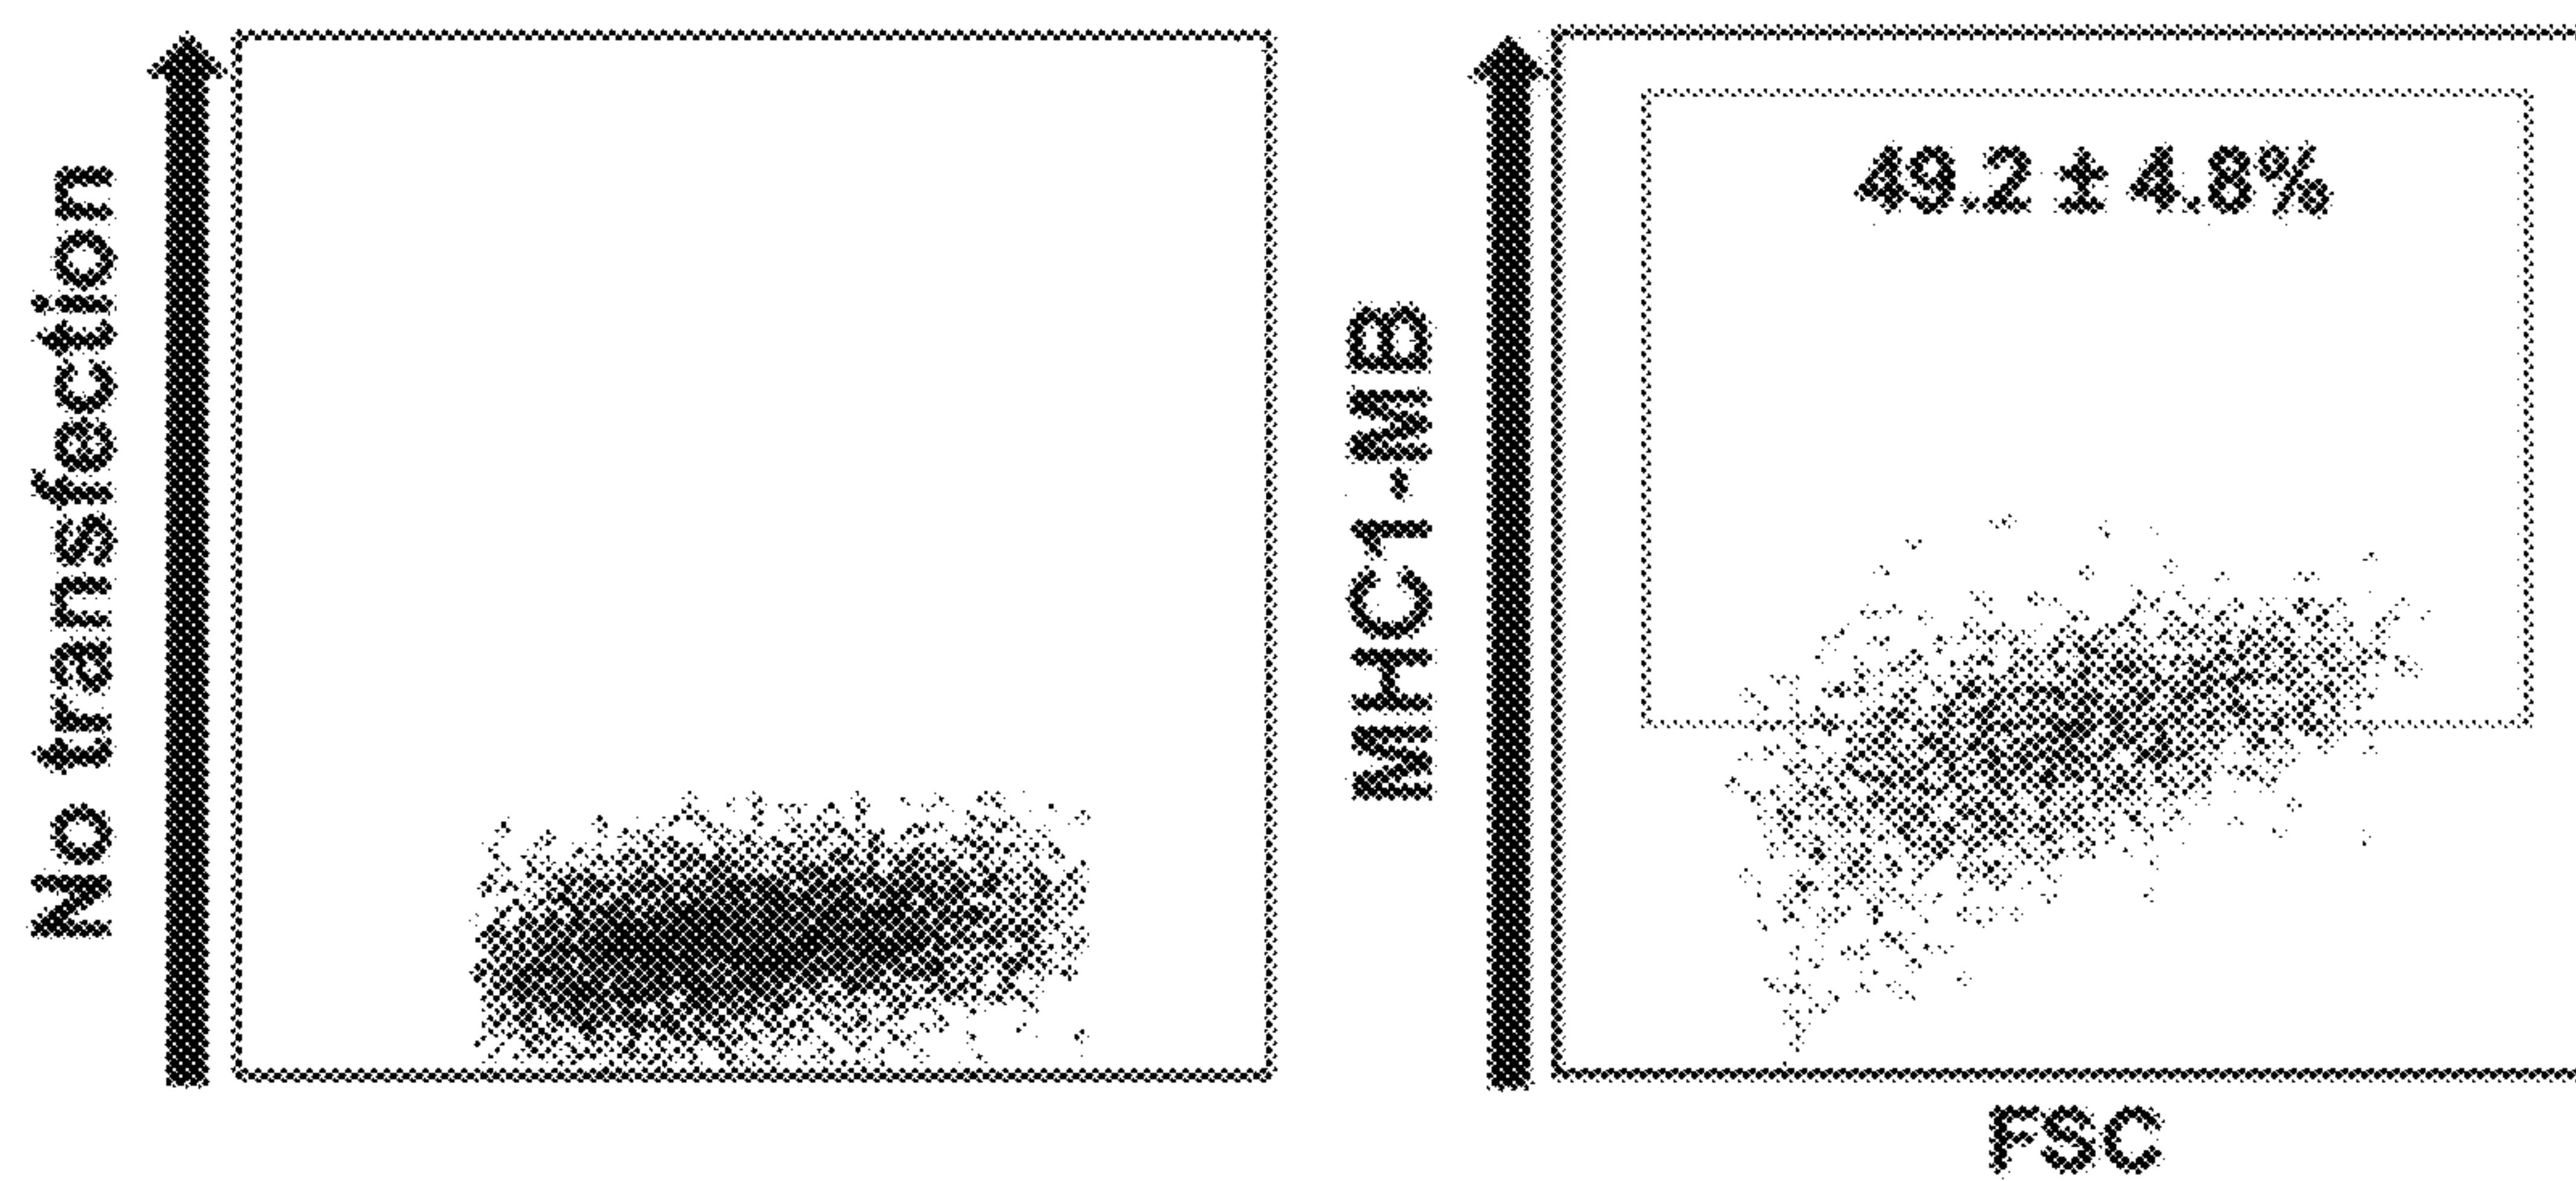 No transfection
MHC1-MB
49.2 ± 4.8%
FSC